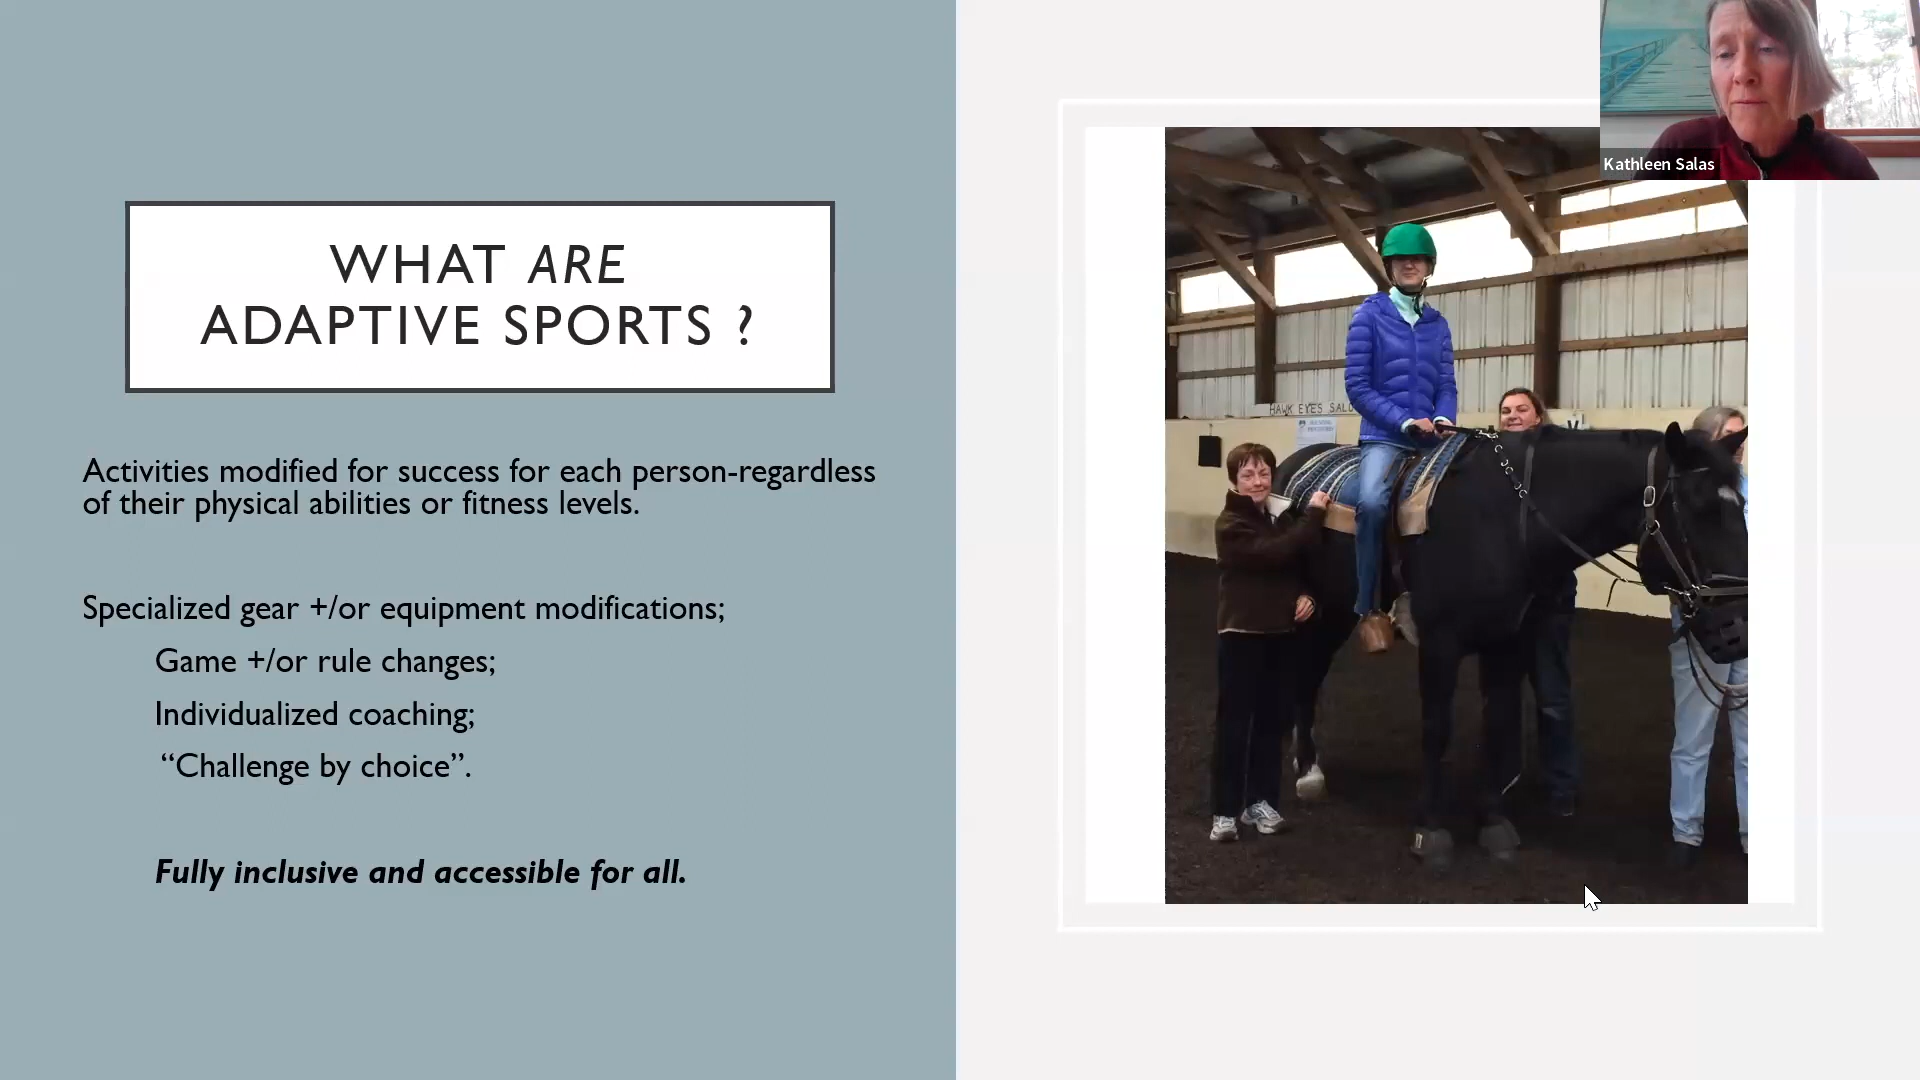 WHAT ARE
ADAPTIVE SPORTS ?
Activities modified for success for each person-regardless
of their physical abilities or fitness levels.
Specialized gear +/or equipment modifications;
Game +/or rule changes;
Individualized coaching;
“Challenge by choice”.
Fully inclusive and accessible for all.
Kathleen Salas
HAWK EYES